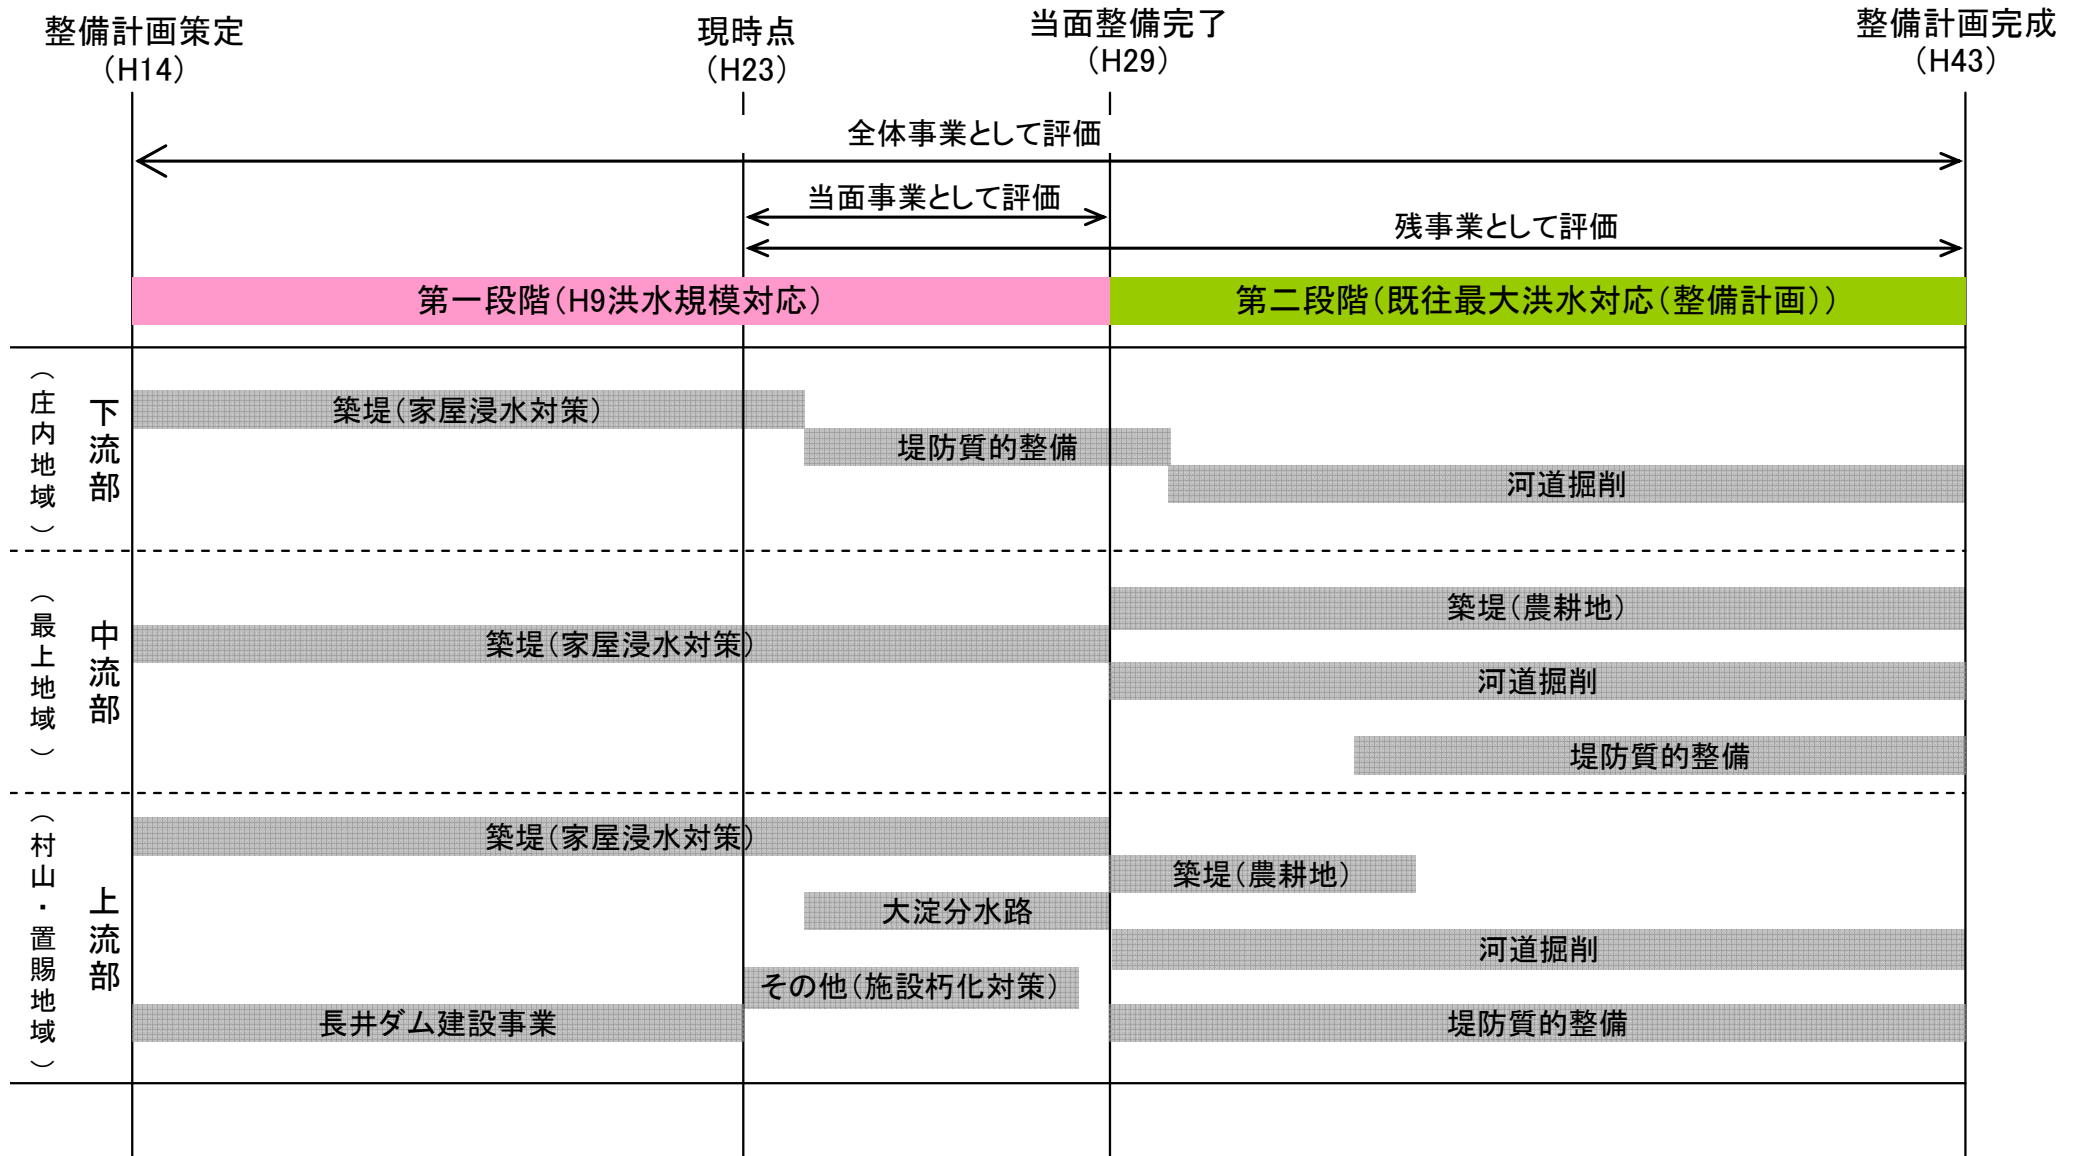 整備計画策定
（H14）
現時点
（H23）
当面整備完了
（H29）
整備計画完成
（H43）
全体事業として評価
当面事業として評価
残事業として評価
第一段階（H9洪水規模対応）
第二段階（既往最大洪水対応（整備計画））
（庄内地域）
下流部
築堤（家屋浸水対策）
堤防質的整備
河道掘削
（最上地域）
中流部
築堤（農耕地）
築堤（家屋浸水対策）
河道掘削
堤防質的整備
（村山・置賜地域）
上流部
築堤（家屋浸水対策）
築堤（農耕地）
大淀分水路
河道掘削
その他（施設朽化対策）
長井ダム建設事業
堤防質的整備